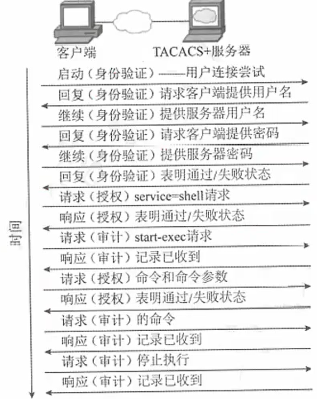 客户端 TACACS+服务器
启动（身份验证）——用户连接尝试
回复（身份验证）请求客户端提供用户名
继续（身份验证）提供服务器用户名
回复（身份验证）请求客户端提供密码
继续（身份验证）提供服务器密码
回复（身份验证）表明通过/失败状态
请求（授权）service=shell请求
响应（授权）表明通过/失败状态
请求（审计）start-exec请求
响应（审计）记录已收到
请求（授权）命令和命令参数
响应（授权）表明通过/失败状态
请求（审计）的命令
响应（审计）记录已收到
请求（审计）停止执行
响应（审计）记录已收到
时间